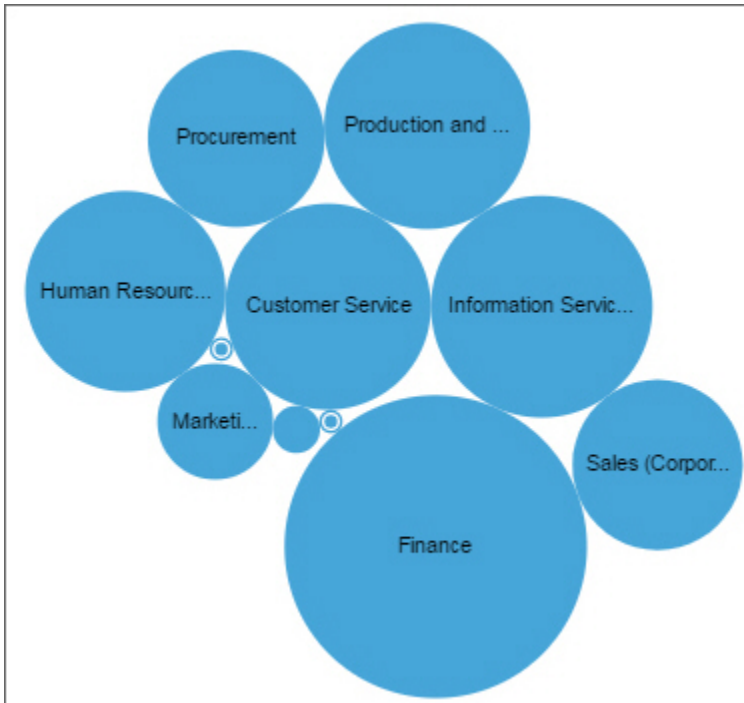 Production and ...
Procurement
Human Resourc...
Customer Service
Information Servic...
Marketi...
Sales (Corpor...
Finance